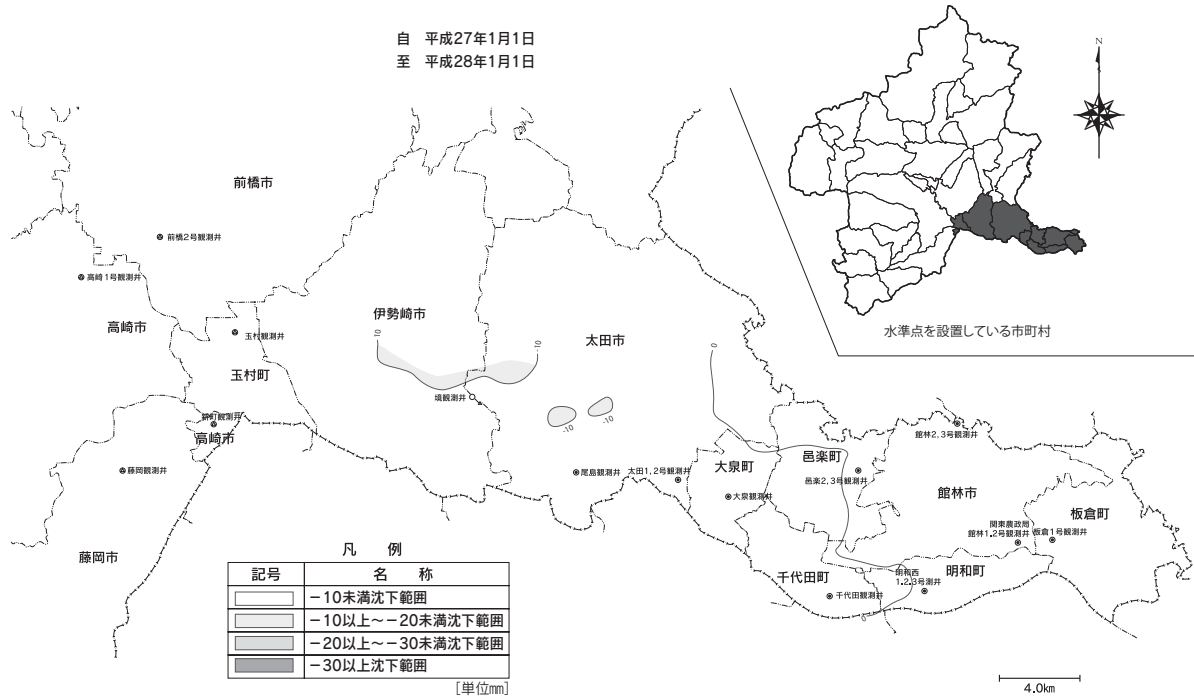 自　平成27年1月1日
至　平成28年1月1日
N
前橋市
前橋2号観測井
高崎1号観測井
高崎市
玉村観測井
玉村町
伊勢崎市
10
-10
太田市
0
境観測井
-10
-10
新町観測井
高崎市
藤岡観測井
藤岡市
尾島観測井
太田1,2号観測井
大泉町
大泉観測井
邑楽町
邑楽2,3号観測井
館林2,3号観測井
館林市
関東農政局
館林1,2号観測井
板倉町
板倉1号観測井
千代田町
千代田観測井
明和西
1,2,3号測井
明和町
0
水準点を設置している市町村
凡　例
記号　名　称
－10未満沈下範囲
－10以上～－20未満沈下範囲
－20以上～－30未満沈下範囲
－30以上沈下範囲
［単位mm］
4.0km